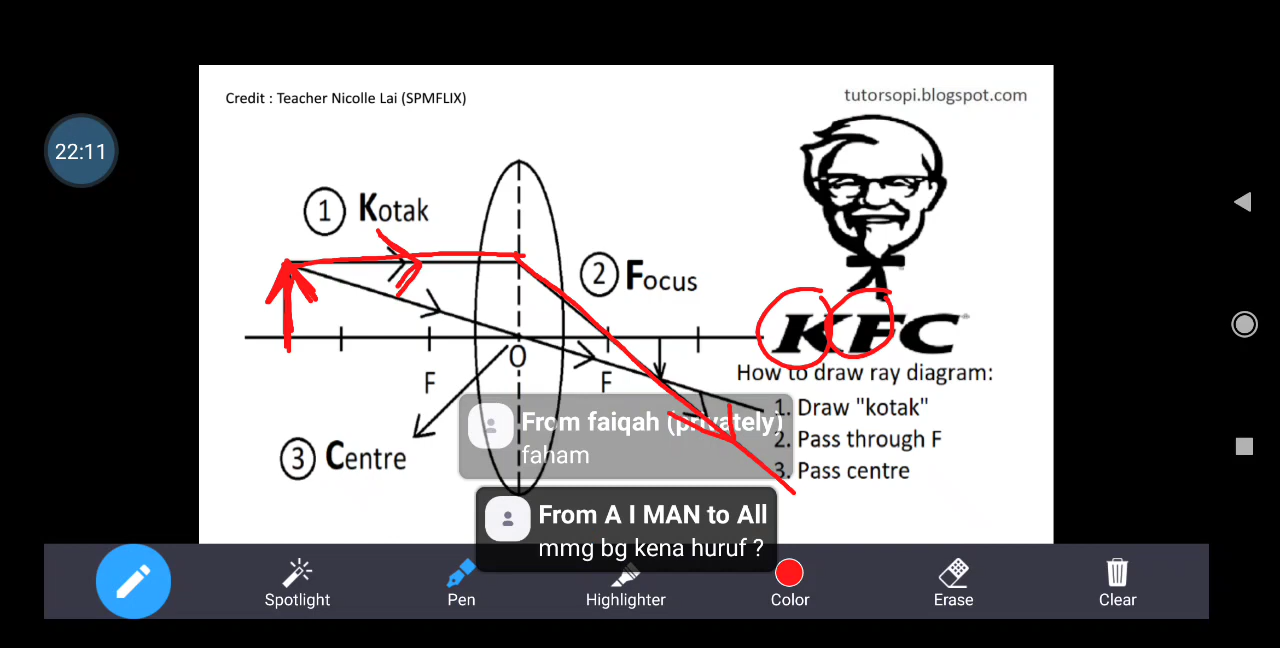 Credit : Teacher Nicolle Lai (SPMFLIX)
tutorsopi.blogspot.com
22:11
1 Kotak
2 Focus
KFC
O
F
F
How to draw ray diagram:
1. Draw "kotak"
2. Pass through F
3. Pass centre
3 Centre
From faiqah (privately)
faham
From A I MAN to All
mmg bg kena huruf ?
Spotlight
Pen
Highlighter
Color
Erase
Clear